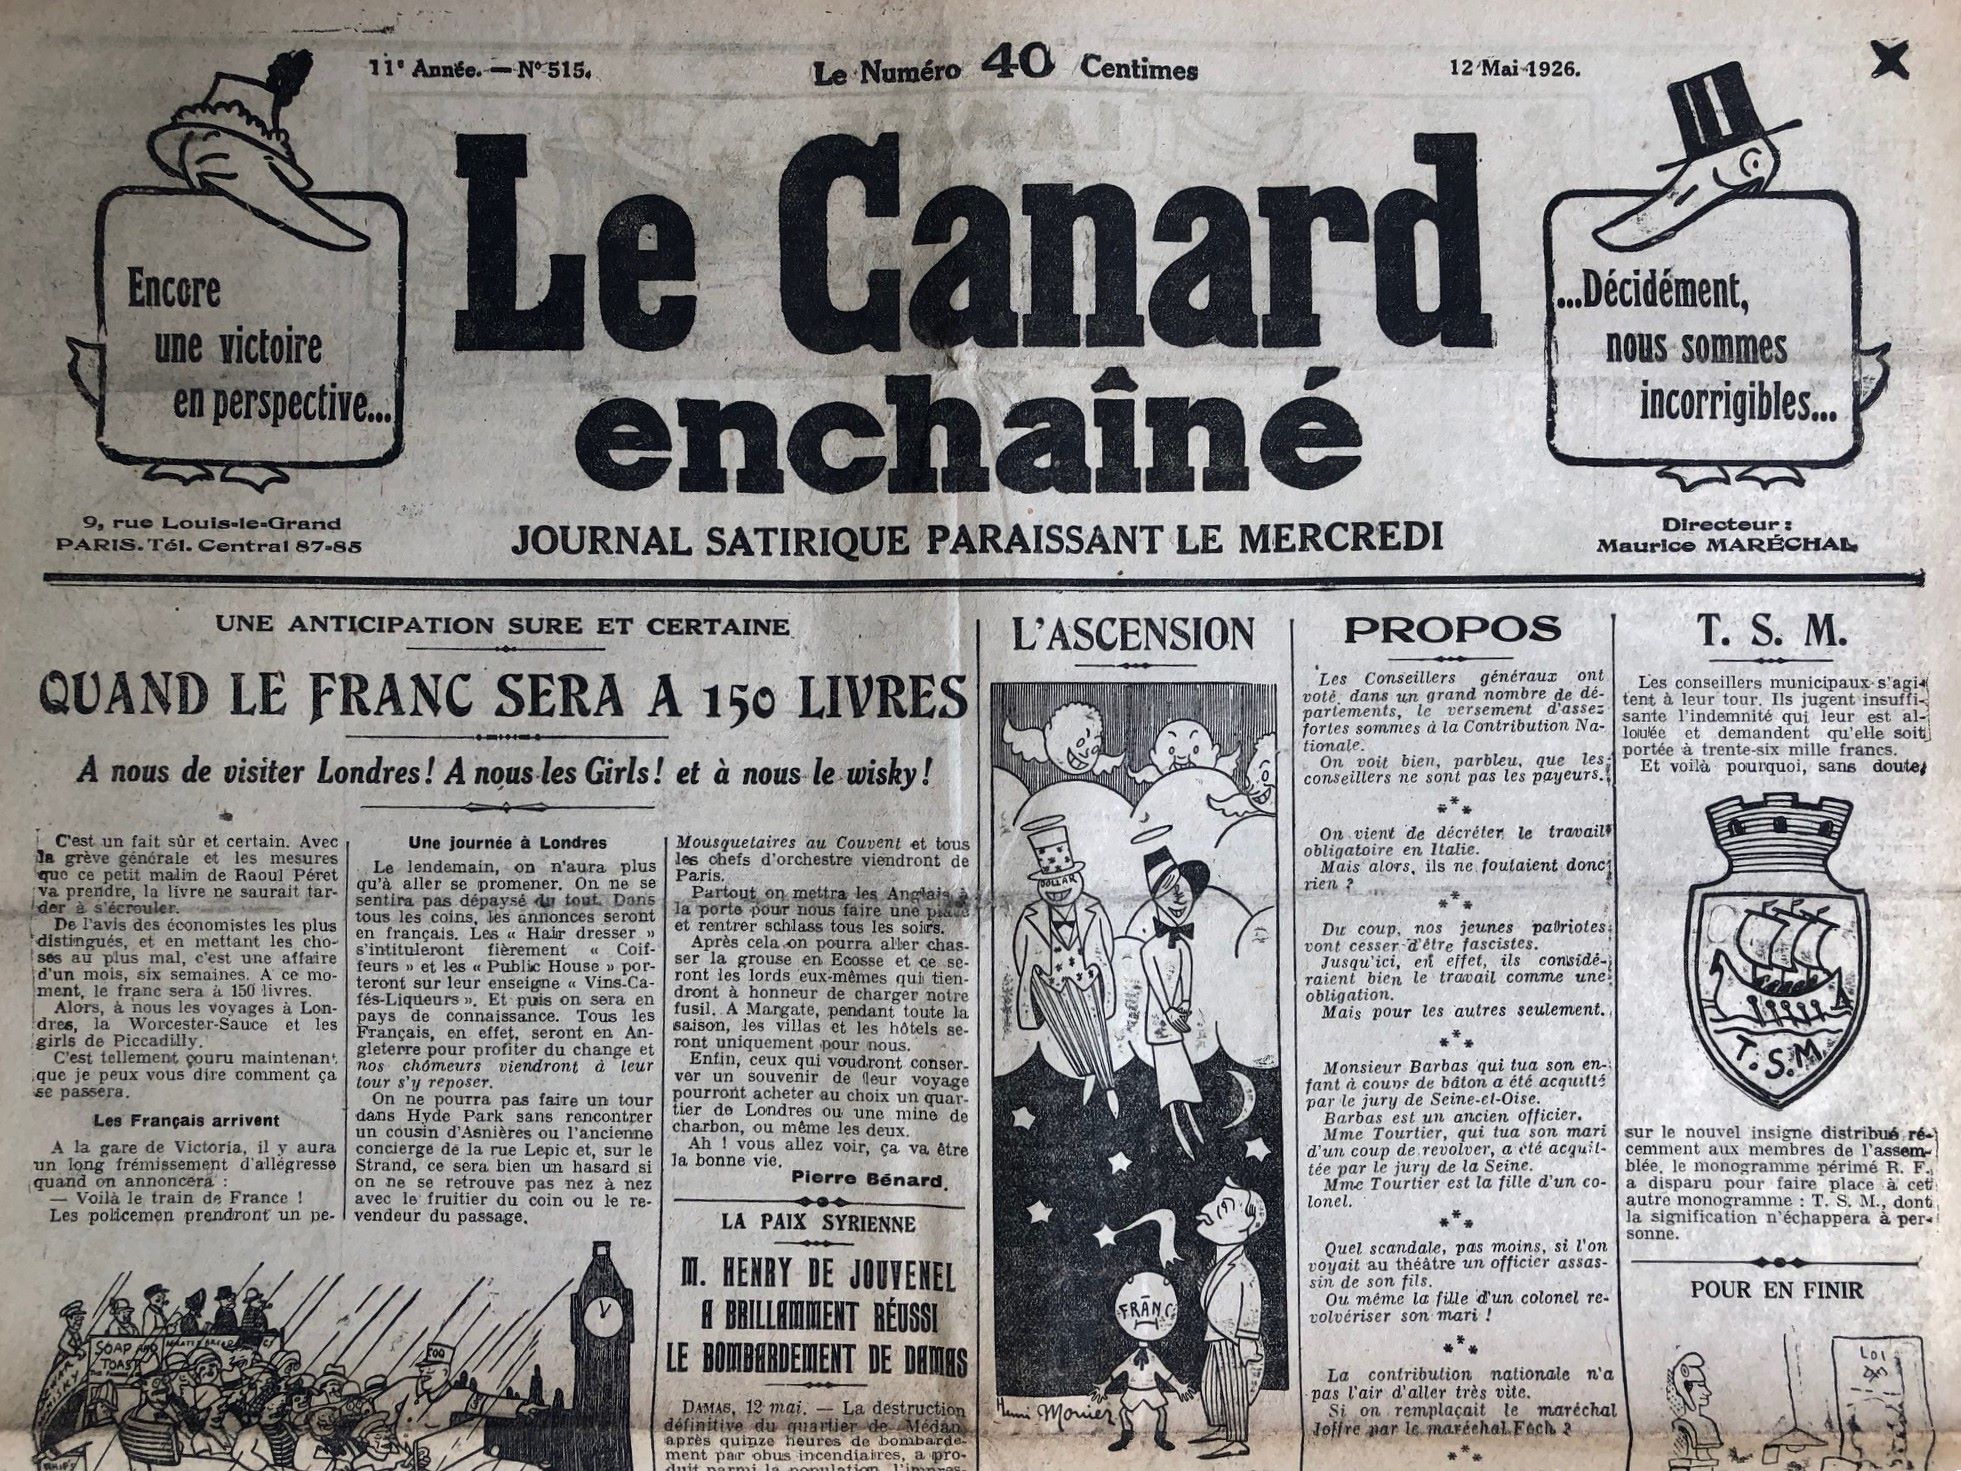 11e Année. — No 515.
Le Numéro 40 Centimes
12 Mai 1926.
Encore
une victoire
en perspective...
Le Canard
enchaîné
...Décidément,
nous sommes
incorrigibles...
9, rue Louis-le-Grand
PARIS. Tél. Central 87-85
JOURNAL SATIRIQUE PARAISSANT LE MERCREDI
Directeur :
Maurice MARÉCHAL
UNE ANTICIPATION SURE ET CERTAINE
QUAND LE FRANC SERA A 150 LIVRES
A nous de visiter Londres ! A nous les Girls ! et à nous le wisky !
C'est un fait sûr et certain. Avec
la grève générale et les mesures
que ce petit malin de Raoul Péret
va prendre, la livre ne saurait tar-
der à s'écrouler.
De l'avis des économistes les plus
distingués, et en mettant les cho-
ses au plus mal, c'est une affaire
d'un mois, six semaines. A ce mo-
ment, le franc sera à 150 livres.
Alors, à nous les voyages à Lon-
dres, la Worcester-Sauce et les
girls de Piccadilly.
C'est tellement couru maintenant
que je peux vous dire comment ça
se passera.
Les Français arrivent
A la gare de Victoria, il y aura
un long frémissement d'allégresse
quand on annoncera :
— Voilà le train de France !
Les policemen prendront un pe-
Une journée à Londres
Le lendemain, on n'aura plus
qu'à aller se promener. On ne se
sentira pas dépaysé du tout. Dans
tous les coins, les annonces seront
en français. Les « Hair dresser »
s'intituleront fièrement « Coif-
feurs » et les « Public House » por-
teront sur leur enseigne « Vins-Ca-
fés-Liqueurs ». Et puis on sera en
pays de connaissance. Tous les
Français, en effet, seront en An-
gleterre pour profiter du change et
nos chômeurs viendront à leur
tour s'y reposer.
On ne pourra pas faire un tour
dans Hyde Park sans rencontrer
un cousin d'Asnières ou l'ancienne
concierge de la rue Lepic et, sur le
Strand, ce sera bien un hasard si
on ne se retrouve pas nez à nez
avec le fruitier du coin ou le re-
vendeur du passage.
Mousquetaires au Couvent et tous
les chefs d'orchestre viendront de
Paris.
Partout on mettra les Anglais à
la porte pour nous faire une place
et rentrer schlass tous les soirs.
Après cela on pourra aller chas-
ser la grouse en Ecosse et ce se-
ront les lords eux-mêmes qui tien-
dront à honneur de charger notre
fusil. A Margate, pendant toute la
saison, les villas et les hôtels se-
ront uniquement pour nous.
Enfin, ceux qui voudront conser-
ver un souvenir de leur voyage
pourront acheter au choix un quar-
tier de Londres ou une mine de
charbon, ou même les deux.
Ah ! vous allez voir, ça va être
la bonne vie.
Pierre Bénard.
SOAP AND
TOAST
COQ
LA PAIX SYRIENNE
M. HENRY DE JOUVENEL
A BRILLAMMENT RÉUSSI
LE BOMBARDEMENT DE DAMAS
DAMAS, 12 mai. — La destruction
définitive du quartier de Médan
après quinze heures de bombarde-
ment par obus incendiaires, a pro-
duit parmi la population l'impres-
L'ASCENSION
DOLLAR
FRANC
Henri Monier
PROPOS
Les Conseillers généraux ont
voté dans un grand nombre de dé-
partements, le versement d'assez
fortes sommes à la Contribution Na-
tionale.
On voit bien, parbleu, que les
conseillers ne sont pas les payeurs.
***
On vient de décréter le travail
obligatoire en Italie.
Mais alors, ils ne foutaient donc
rien ?
***
Du coup, nos jeunes patriotes
vont cesser d'être fascistes.
Jusqu'ici, en effet, ils considé-
raient bien le travail comme une
obligation.
Mais pour les autres seulement.
***
Monsieur Barbas qui tua son en-
fant à coups de bâton a été acquitté
par le jury de Seine-et-Oise.
Barbas est un ancien officier.
Mme Tourtier, qui tua son mari
d'un coup de revolver, a été acquit-
tée par le jury de la Seine.
Mme Tourtier est la fille d'un co-
lonel.
***
Quel scandale, pas moins, si l'on
voyait au théâtre un officier assas-
sin de son fils.
Ou même la fille d'un colonel re-
volvériser son mari !
***
La contribution nationale n'a
pas l'air d'aller très vite.
Si on remplaçait le maréchal
Joffre par le maréchal Foch ?
***
T. S. M.
Les conseillers municipaux s'agi-
tent à leur tour. Ils jugent insuffi-
sante l'indemnité qui leur est al-
louée et demandent qu'elle soit
portée à trente-six mille francs.
Et voilà pourquoi, sans doute,
T.S.M.
sur le nouvel insigne distribué ré-
cemment aux membres de l'assem-
blée, le monogramme périmé R. F.
a disparu pour faire place à cet
autre monogramme : T. S. M., dont
la signification n'échappera à per-
sonne.
POUR EN FINIR
LOI